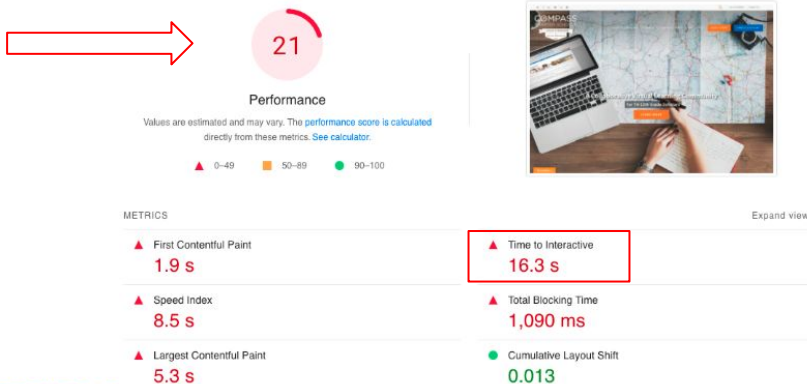 21
Performance
Values are estimated and may vary. The performance score is calculated
directly from these metrics. See calculator.
0–49 50–89 90–100
COMPASS
METRICS Expand view
First Contentful Paint
1.9 s
Time to Interactive
16.3 s
Speed Index
8.5 s
Total Blocking Time
1,090 ms
Largest Contentful Paint
5.3 s
Cumulative Layout Shift
0.013